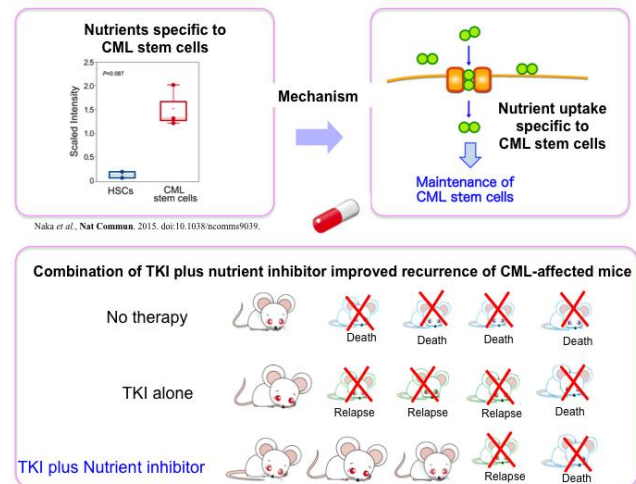 Nutrients specific to
CML stem cells
P=0.067
2.5
2.0
1.5
1.0
0.5
0
Scaled Intensity
HSCs
CML
stem cells
Mechanism
Nutrient uptake
specific to
CML stem cells
Maintenance of
CML stem cells
Naka et al., Nat Commun. 2015. doi:10.1038/ncomms9039.
Combination of TKI plus nutrient inhibitor improved recurrence of CML-affected mice
No therapy
Death
Death
Death
Death
TKI alone
Relapse
Relapse
Relapse
Death
TKI plus Nutrient inhibitor
Relapse
Death